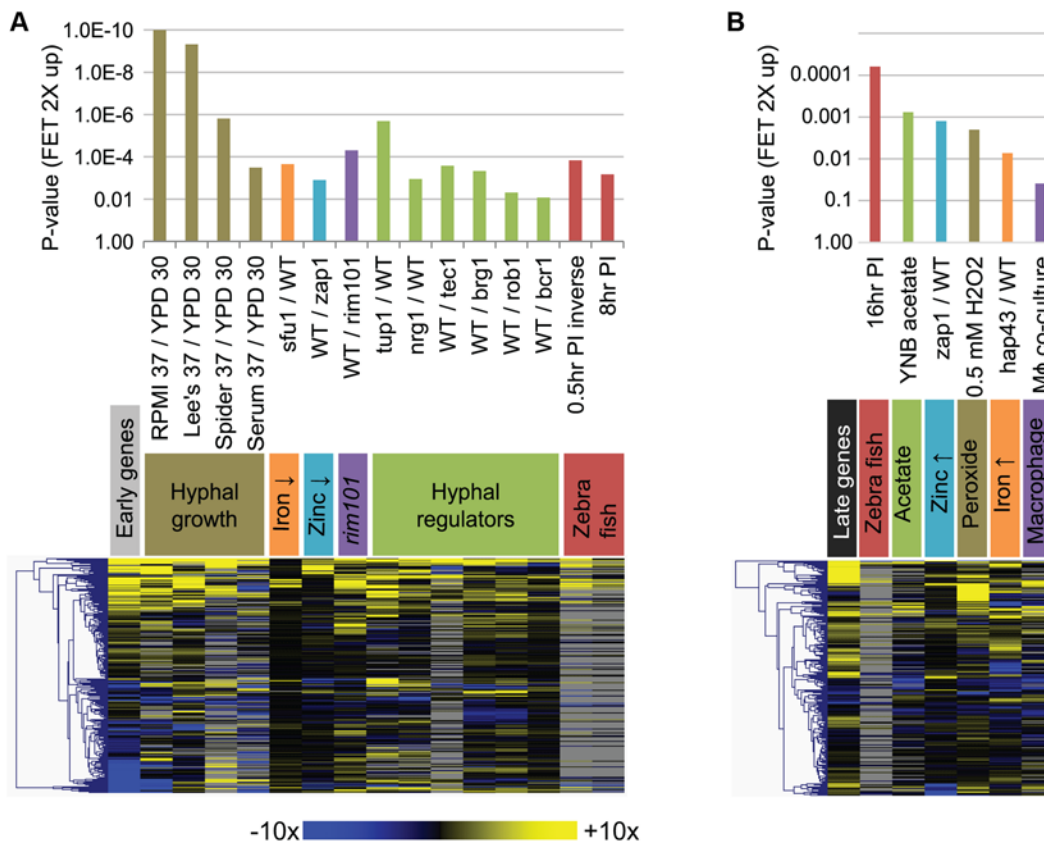 A
P-value (FET 2X up)
1.0E-10
1.0E-8
1.0E-6
1.0E-4
0.01
1.00
RPMI 37 / YPD 30
Lee's 37 / YPD 30
Spider 37 / YPD 30
Serum 37 / YPD 30
sfu1 / WT
WT / zap1
WT / rim101
tup1 / WT
nrg1 / WT
WT / tec1
WT / brg1
WT / rob1
WT / bcr1
0.5hr PI inverse
8hr PI
Early genes
Hyphal
growth
Iron ↓
Zinc ↓
rim101
Hyphal
regulators
Zebra
fish
-10x
+10x
B
P-value (FET 2X up)
0.0001
0.001
0.01
0.1
1.00
16hr PI
YNB acetate
zap1 / WT
0.5 mM H2O2
hap43 / WT
MΦ co-culture
Late genes
Zebra fish
Acetate
Zinc ↑
Peroxide
Iron ↑
Macrophage